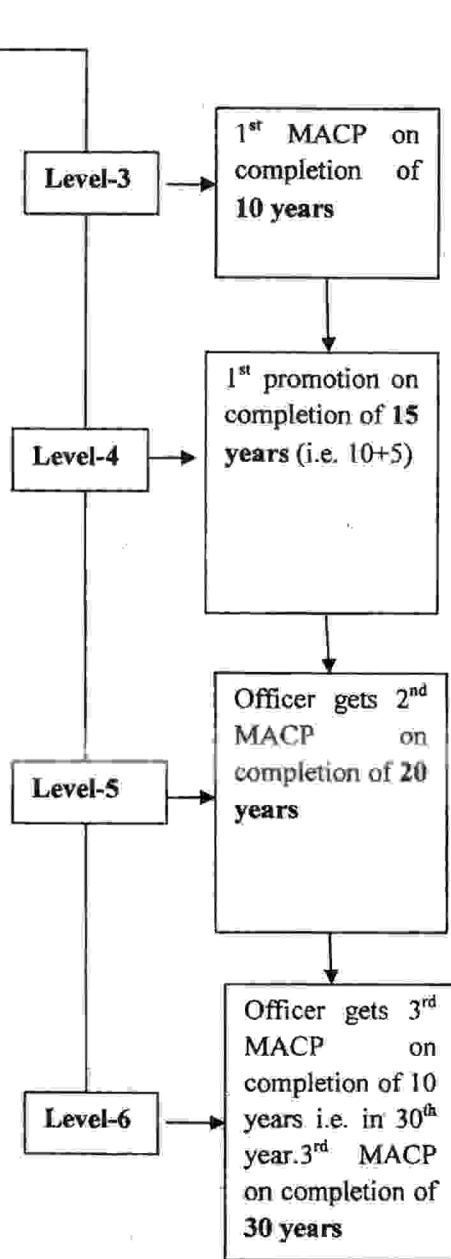 Level-3
1st MACP on
completion of
10 years
Level-4
1st promotion on
completion of 15
years (i.e. 10+5)
Level-5
Officer gets 2nd
MACP on
completion of 20
years
Level-6
Officer gets 3rd
MACP on
completion of 10
years i.e. in 30th
year.3rd MACP
on completion of
30 years